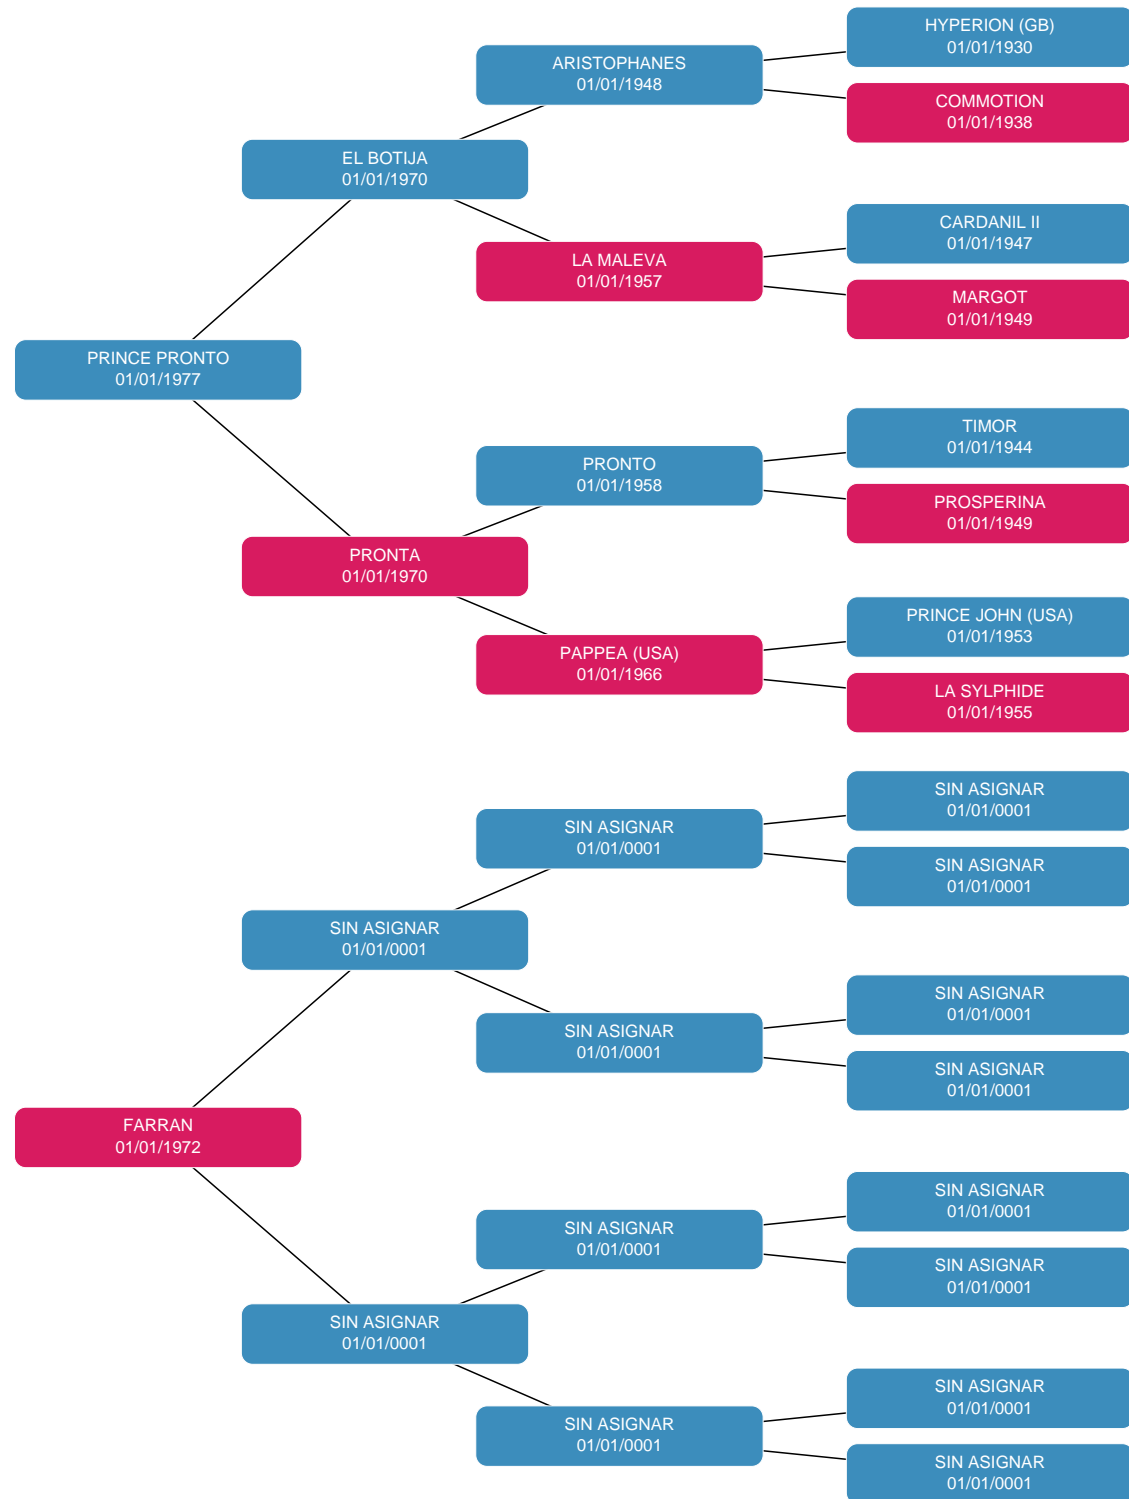 HYPERION (GB)
01/01/1930
ARISTOPHANES
01/01/1948
COMMOTION
01/01/1938
EL BOTIJA
01/01/1970
CARDANIL II
01/01/1947
LA MALEVA
01/01/1957
MARGOT
01/01/1949
PRINCE PRONTO
01/01/1977
TIMOR
01/01/1944
PRONTO
01/01/1958
PROSPERINA
01/01/1949
PRONTA
01/01/1970
PRINCE JOHN (USA)
01/01/1953
PAPPEA (USA)
01/01/1966
LA SYLPHIDE
01/01/1955
SIN ASIGNAR
01/01/0001
SIN ASIGNAR
01/01/0001
SIN ASIGNAR
01/01/0001
SIN ASIGNAR
01/01/0001
SIN ASIGNAR
01/01/0001
SIN ASIGNAR
01/01/0001
SIN ASIGNAR
01/01/0001
FARRAN
01/01/1972
SIN ASIGNAR
01/01/0001
SIN ASIGNAR
01/01/0001
SIN ASIGNAR
01/01/0001
SIN ASIGNAR
01/01/0001
SIN ASIGNAR
01/01/0001
SIN ASIGNAR
01/01/0001
SIN ASIGNAR
01/01/0001